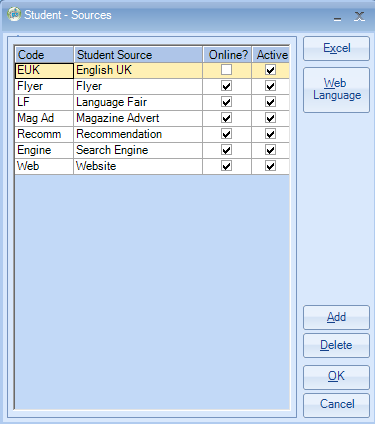 Student - Sources
Code Student Source Online? Active
EUK English UK
Flyer Flyer
LF Language Fair
Mag Ad Magazine Advert
Recomm Recommendation
Engine Search Engine
Web Website
Excel
Web
Language
Add
Delete
OK
Cancel